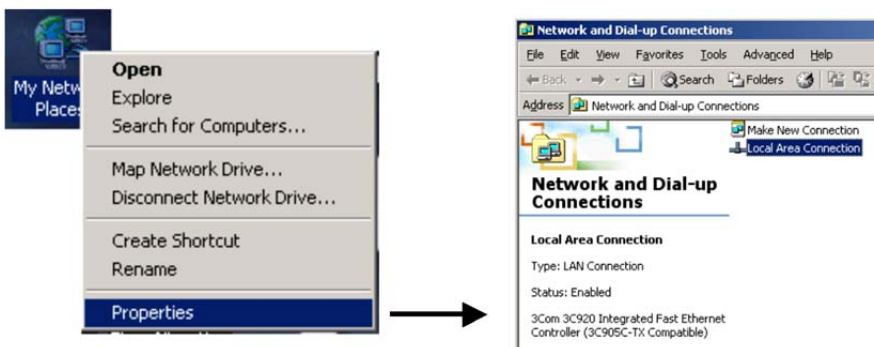 My Netw
Places
Open
Explore
Search for Computers...
Map Network Drive...
Disconnect Network Drive...
Create Shortcut
Rename
Properties
Network and Dial-up Connections
File Edit View Favorites Tools Advanced Help
Back Search Folders
Address Network and Dial-up Connections
Make New Connection
Local Area Connection
Network and Dial-up
Connections
Local Area Connection
Type: LAN Connection
Status: Enabled
3Com 3C920 Integrated Fast Ethernet
Controller (3C905C-TX Compatible)